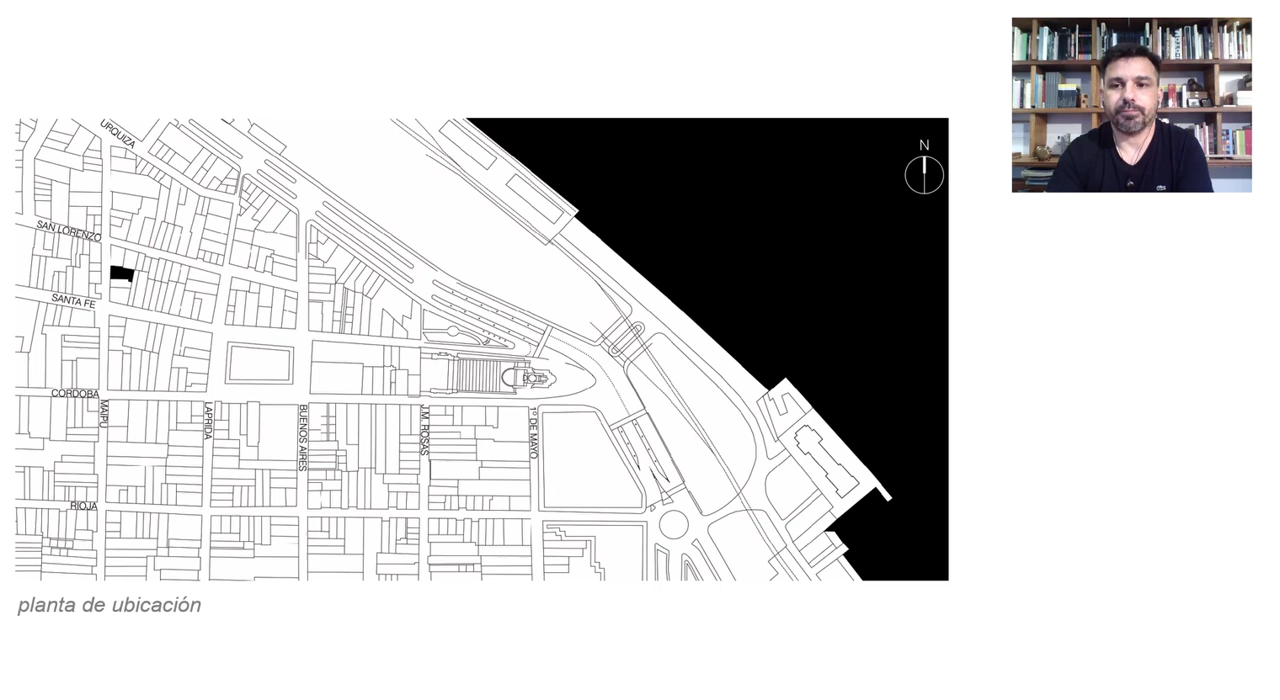 URQUIZA
N
SAN LORENZO
SANTA FE
CORDOBA
MAIPU
LAPRIDA
BUENOS AIRES
J.M. ROSAS
1º DE MAYO
RIOJA
planta de ubicación